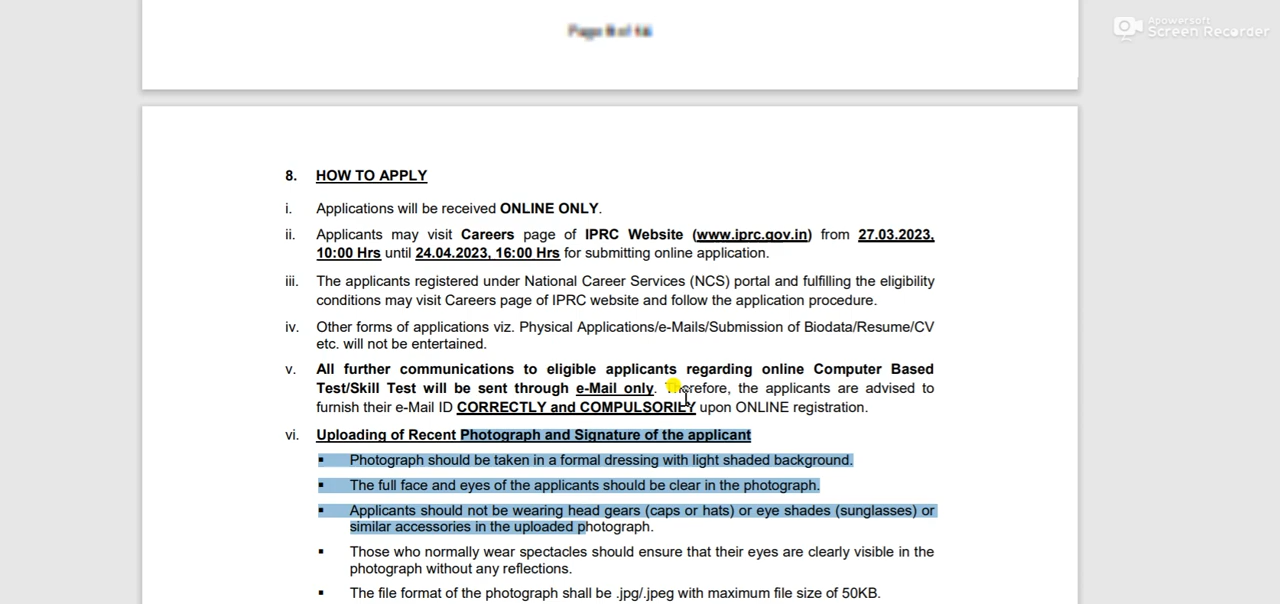 Apowersoft
Screen Recorder
8. HOW TO APPLY
i. Applications will be received ONLINE ONLY.
ii. Applicants may visit Careers page of IPRC Website (www.iprc.gov.in) from 27.03.2023,
10:00 Hrs until 24.04.2023, 16:00 Hrs for submitting online application.
iii. The applicants registered under National Career Services (NCS) portal and fulfilling the eligibility
conditions may visit Careers page of IPRC website and follow the application procedure.
iv. Other forms of applications viz. Physical Applications/e-Mails/Submission of Biodata/Resume/CV
etc. will not be entertained.
v. All further communications to eligible applicants regarding online Computer Based
Test/Skill Test will be sent through e-Mail only. Therefore, the applicants are advised to
furnish their e-Mail ID CORRECTLY and COMPULSORILY upon ONLINE registration.
vi. Uploading of Recent Photograph and Signature of the applicant
▪ Photograph should be taken in a formal dressing with light shaded background.
▪ The full face and eyes of the applicants should be clear in the photograph.
▪ Applicants should not be wearing head gears (caps or hats) or eye shades (sunglasses) or
similar accessories in the uploaded photograph.
▪ Those who normally wear spectacles should ensure that their eyes are clearly visible in the
photograph without any reflections.
▪ The file format of the photograph shall be .jpg/.jpeg with maximum file size of 50KB.